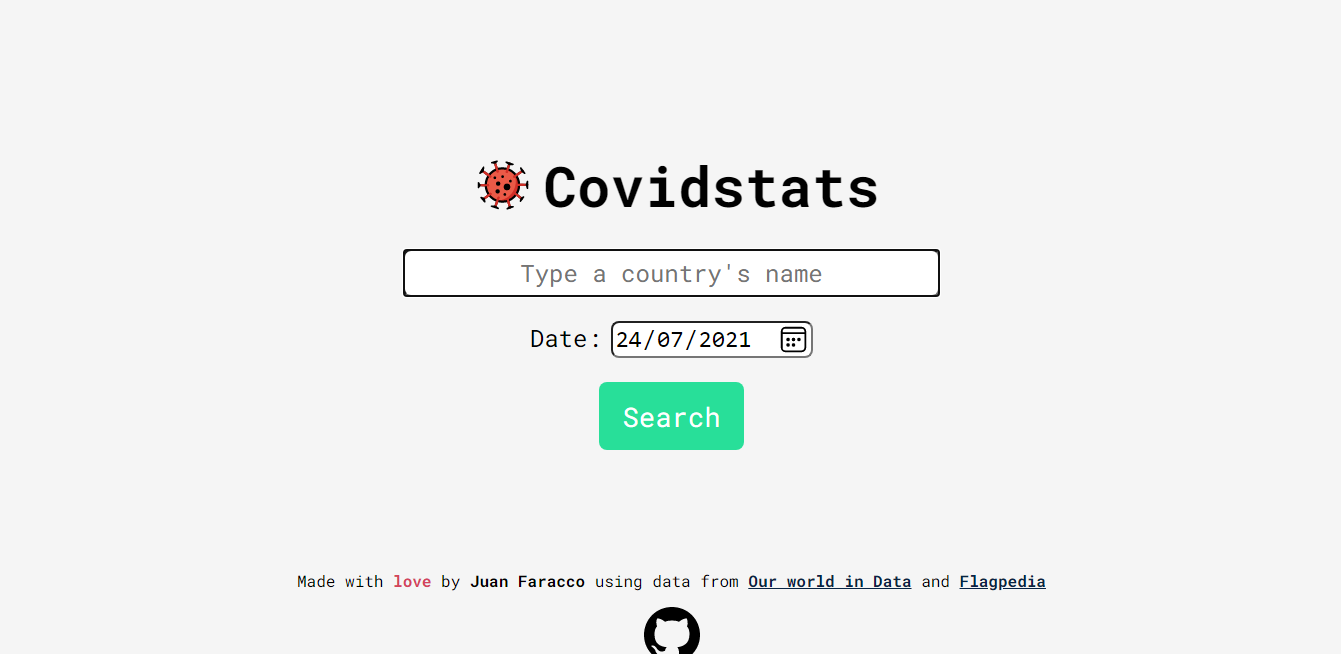 Covidstats
Type a country's name
Date: 24/07/2021
Search
Made with love by Juan Faracco using data from Our world in Data and Flagpedia